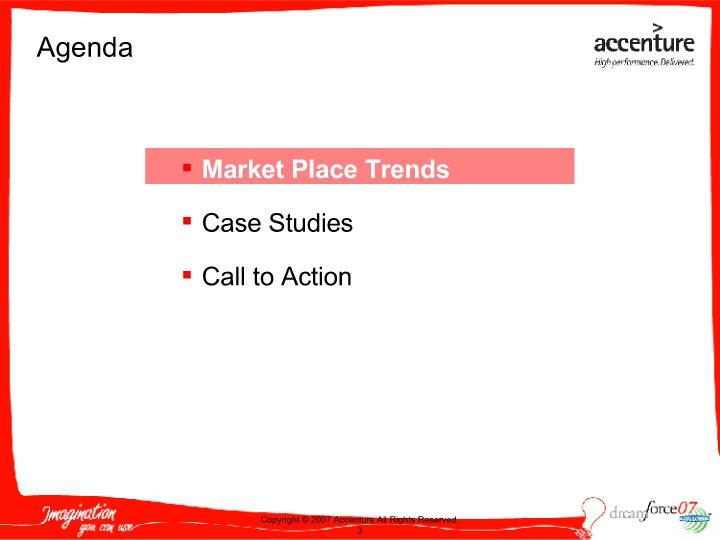 Agenda
>
accenture
High performance. Delivered.
▪ Market Place Trends
▪ Case Studies
▪ Call to Action
Imagination
you can use
Copyright © 2007 Accenture All Rights Reserved.
3
dreamforce07